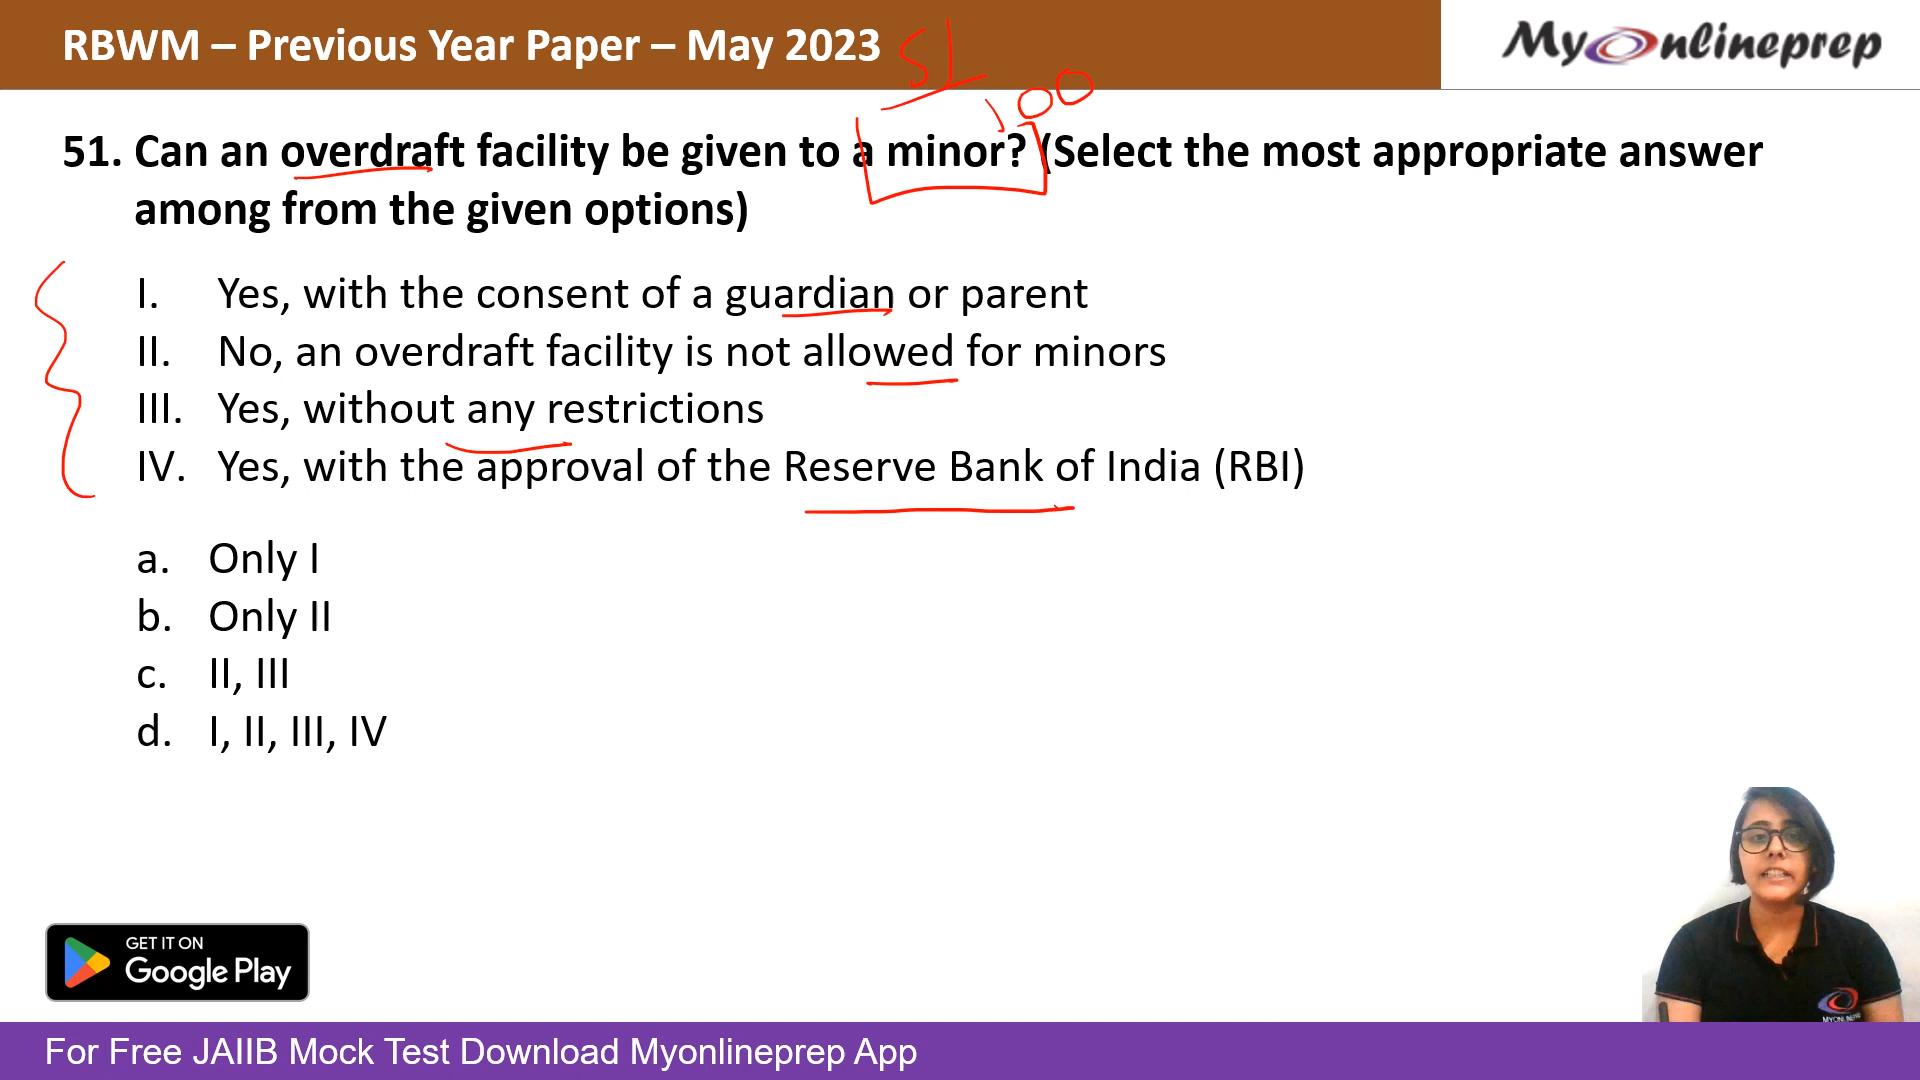 RBWM – Previous Year Paper – May 2023
MyOnlineprep
51
100
51. Can an overdraft facility be given to a minor? (Select the most appropriate answer
among from the given options)
I. Yes, with the consent of a guardian or parent
II. No, an overdraft facility is not allowed for minors
III. Yes, without any restrictions
IV. Yes, with the approval of the Reserve Bank of India (RBI)
a. Only I
b. Only II
c. II, III
d. I, II, III, IV
GET IT ON
Google Play
For Free JAIIB Mock Test Download Myonlineprep App